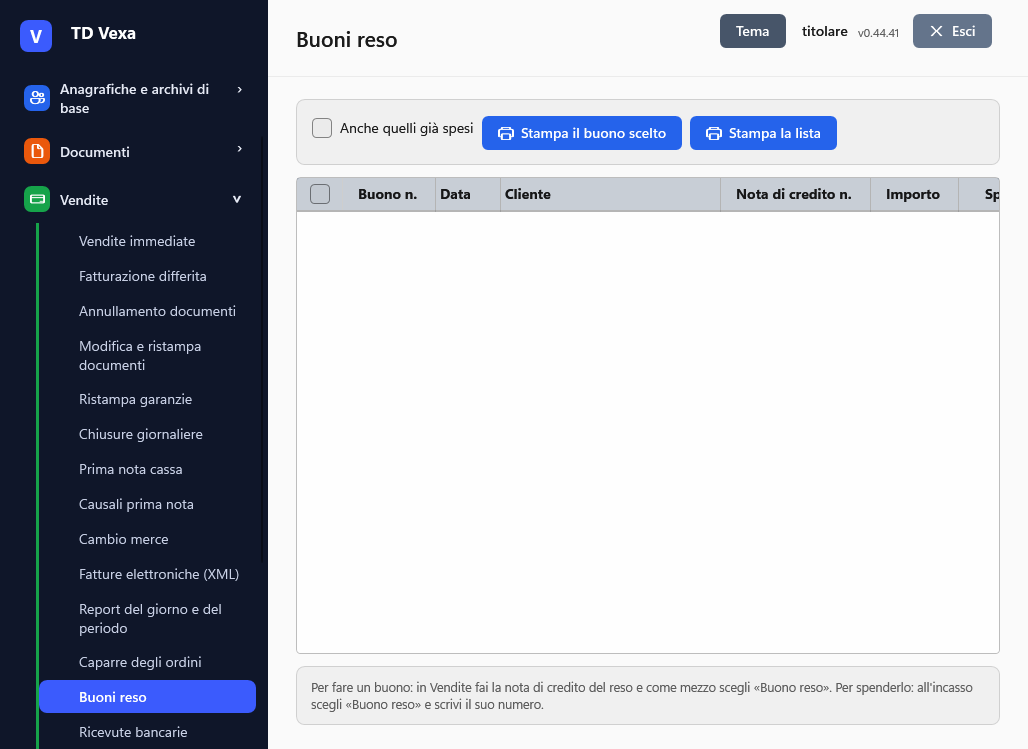 V TD Vexa
Anagrafiche e archivi di
base
Documenti
Vendite
Vendite immediate
Fatturazione differita
Annullamento documenti
Modifica e ristampa
documenti
Ristampa garanzie
Chiusure giornaliere
Prima nota cassa
Causali prima nota
Cambio merce
Fatture elettroniche (XML)
Report del giorno e del
periodo
Caparre degli ordini
Buoni reso
Ricevute bancarie
Buoni reso
Tema titolare v0.44.41 Esci
Anche quelli già spesi Stampa il buono scelto Stampa la lista
Buono n. Data Cliente Nota di credito n. Importo Sp
Per fare un buono: in Vendite fai la nota di credito del reso e come mezzo scegli «Buono reso». Per spenderlo: all'incasso
scegli «Buono reso» e scrivi il suo numero.